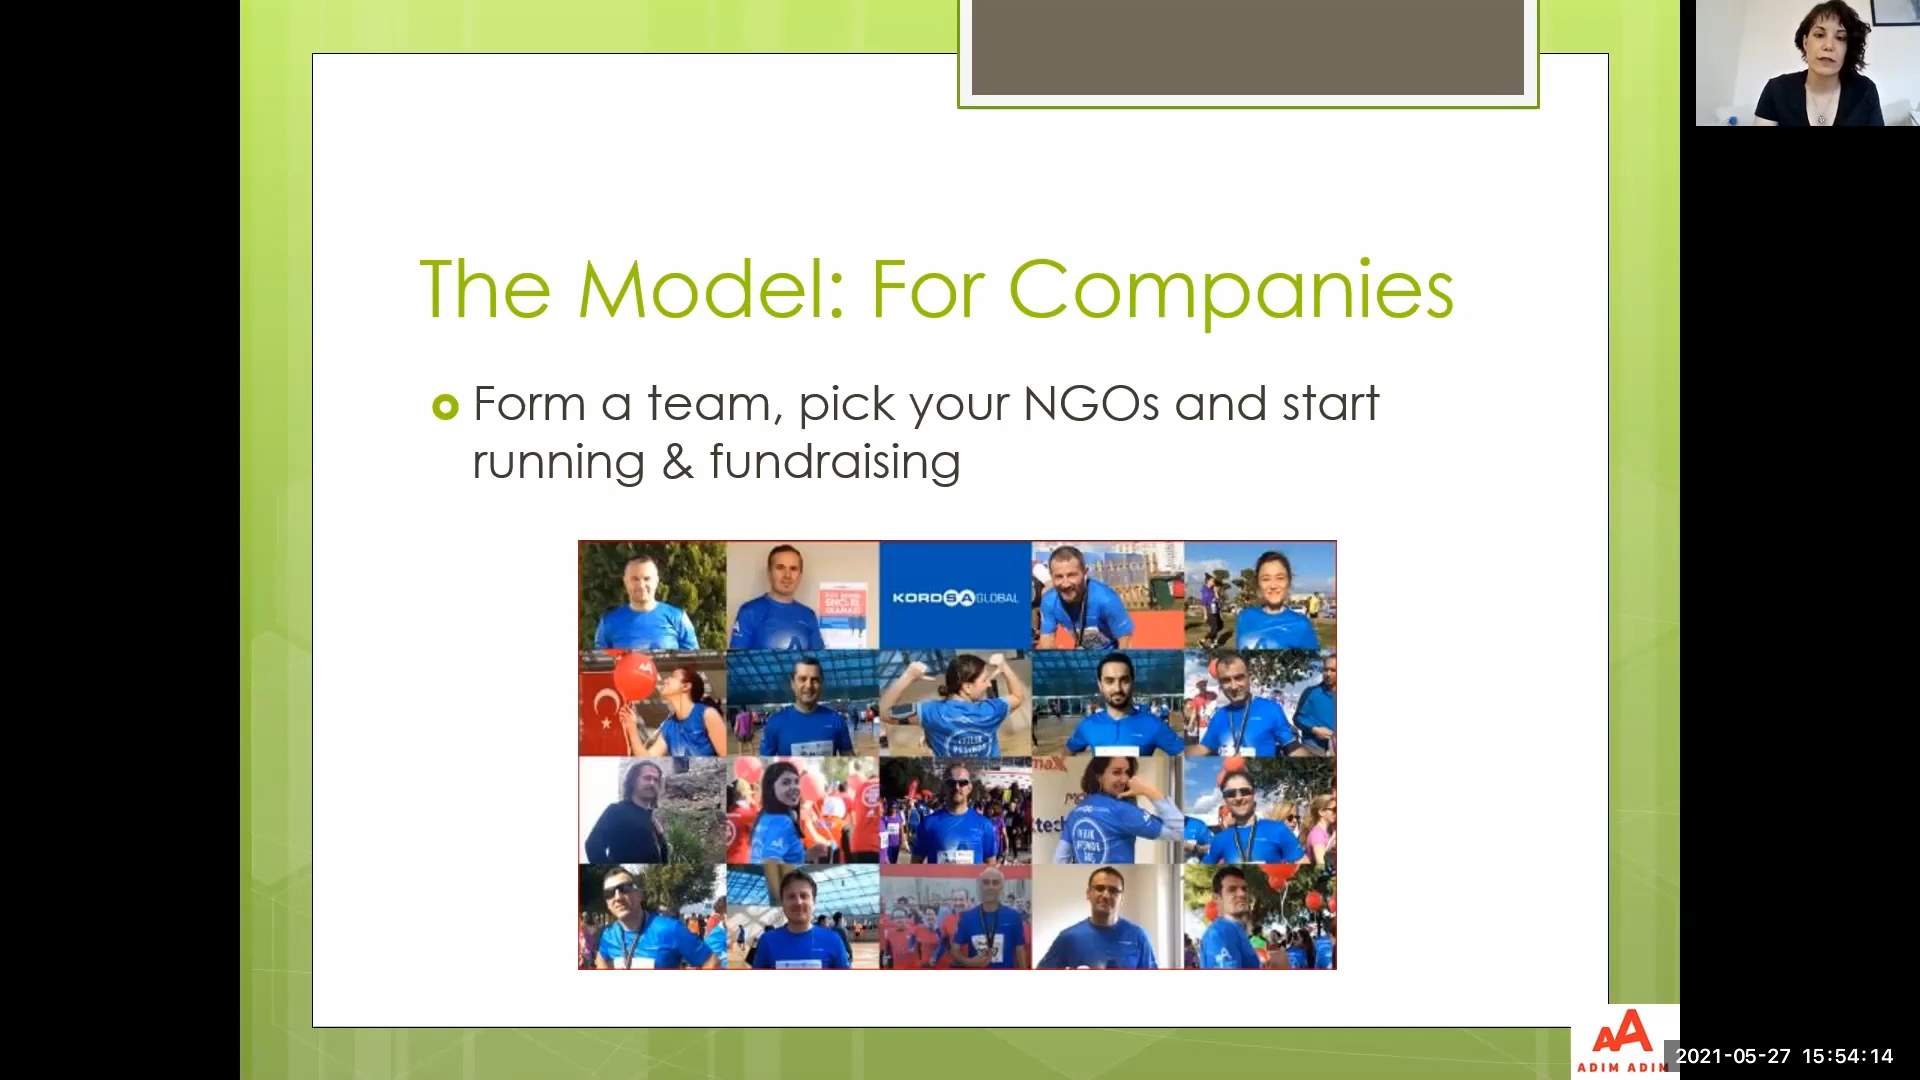 The Model: For Companies
Form a team, pick your NGOs and start
running & fundraising
KORDSA GLOBAL
ADIM ADIM
2021-05-27 15:54:14